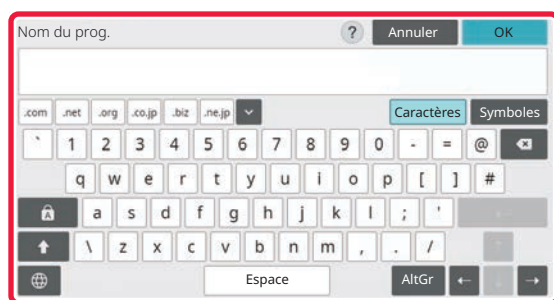 Nom du prog. ? Annuler OK
.com .net .org .co.jp .biz .ne.jp Caractères Symboles
` 1 2 3 4 5 6 7 8 9 0 - = @
q w e r t y u i o p [ ] #
A a s d f g h j k l ; '
\ z x c v b n m , . /
Espace AltGr